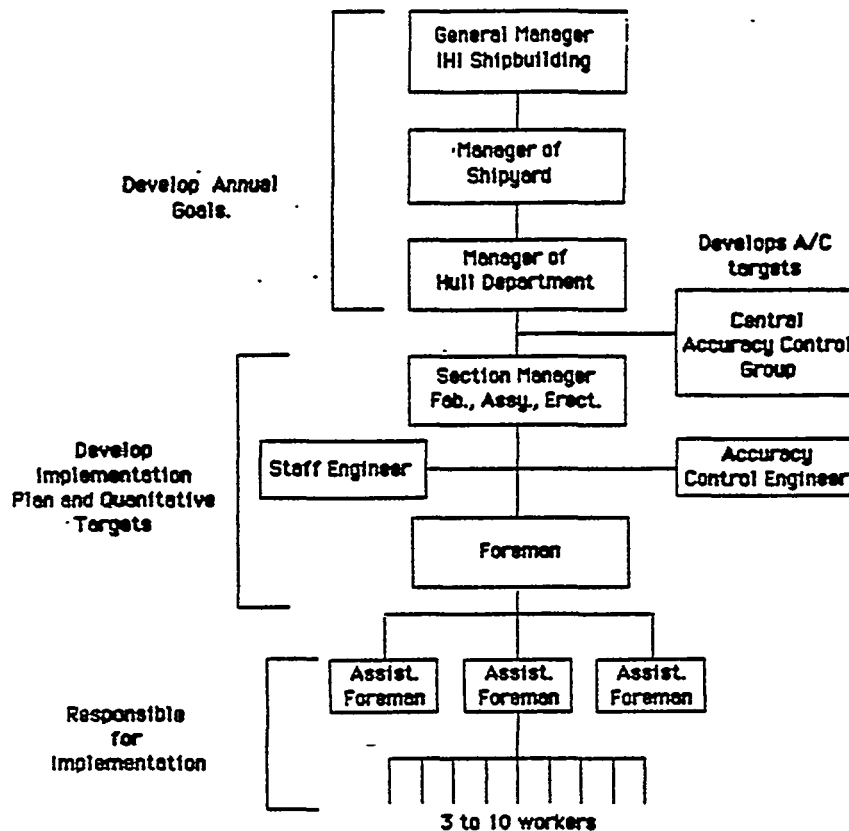 General Manager
IHI Shipbuilding
Manager of
Shipyard
Develop Annual
Goals.
Manager of
Hull Department
Develops A/C
targets
Central
Accuracy Control
Group
Section Manager
Fab., Assy., Erect.
Develop
Implementation
Plan and Quanitative
Targets
Staff Engineer
Accuracy
Control Engineer
Foreman
Assist.
Foreman
Assist.
Foreman
Assist.
Foreman
Responsible
for
Implementation
3 to 10 workers